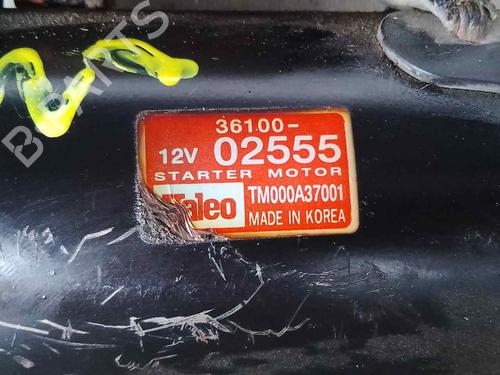 36100-
12V 02555
STARTER MOTOR
Valeo TM000A37001
MADE IN KOREA